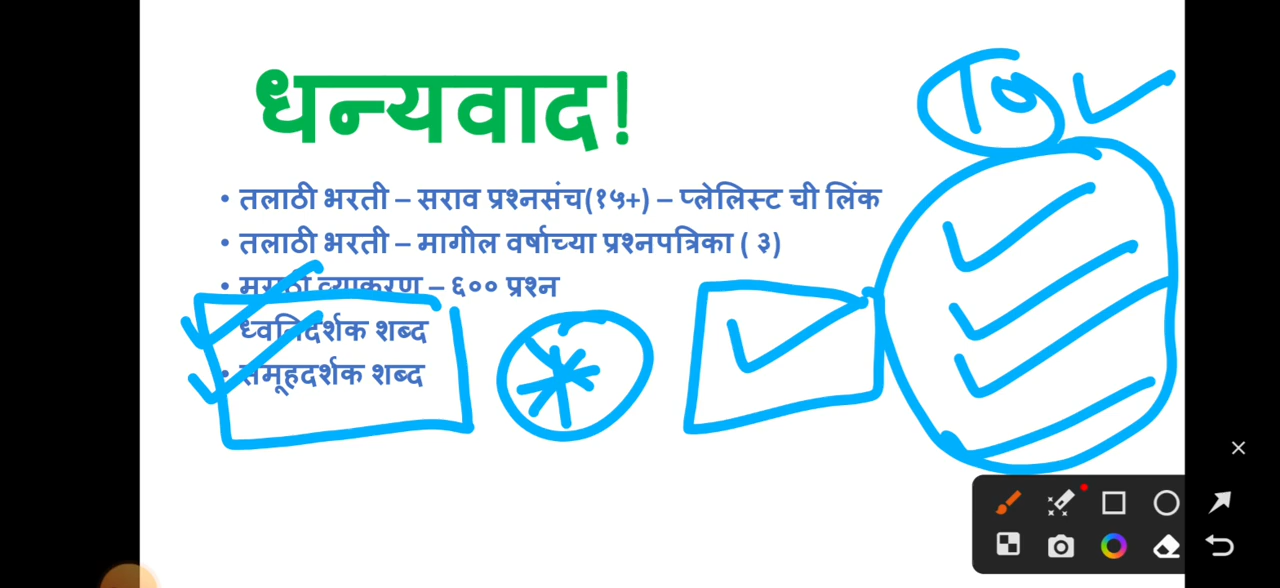 धन्यवाद!
• तलाठी भरती – सराव प्रश्नसंच(१५+) – प्लेलिस्ट ची लिंक
• तलाठी भरती – मागील वर्षाच्या प्रश्नपत्रिका ( ३)
• मराठी व्याकरण – ६०० प्रश्न
ध्वनिदर्शक शब्द
• समूहदर्शक शब्द